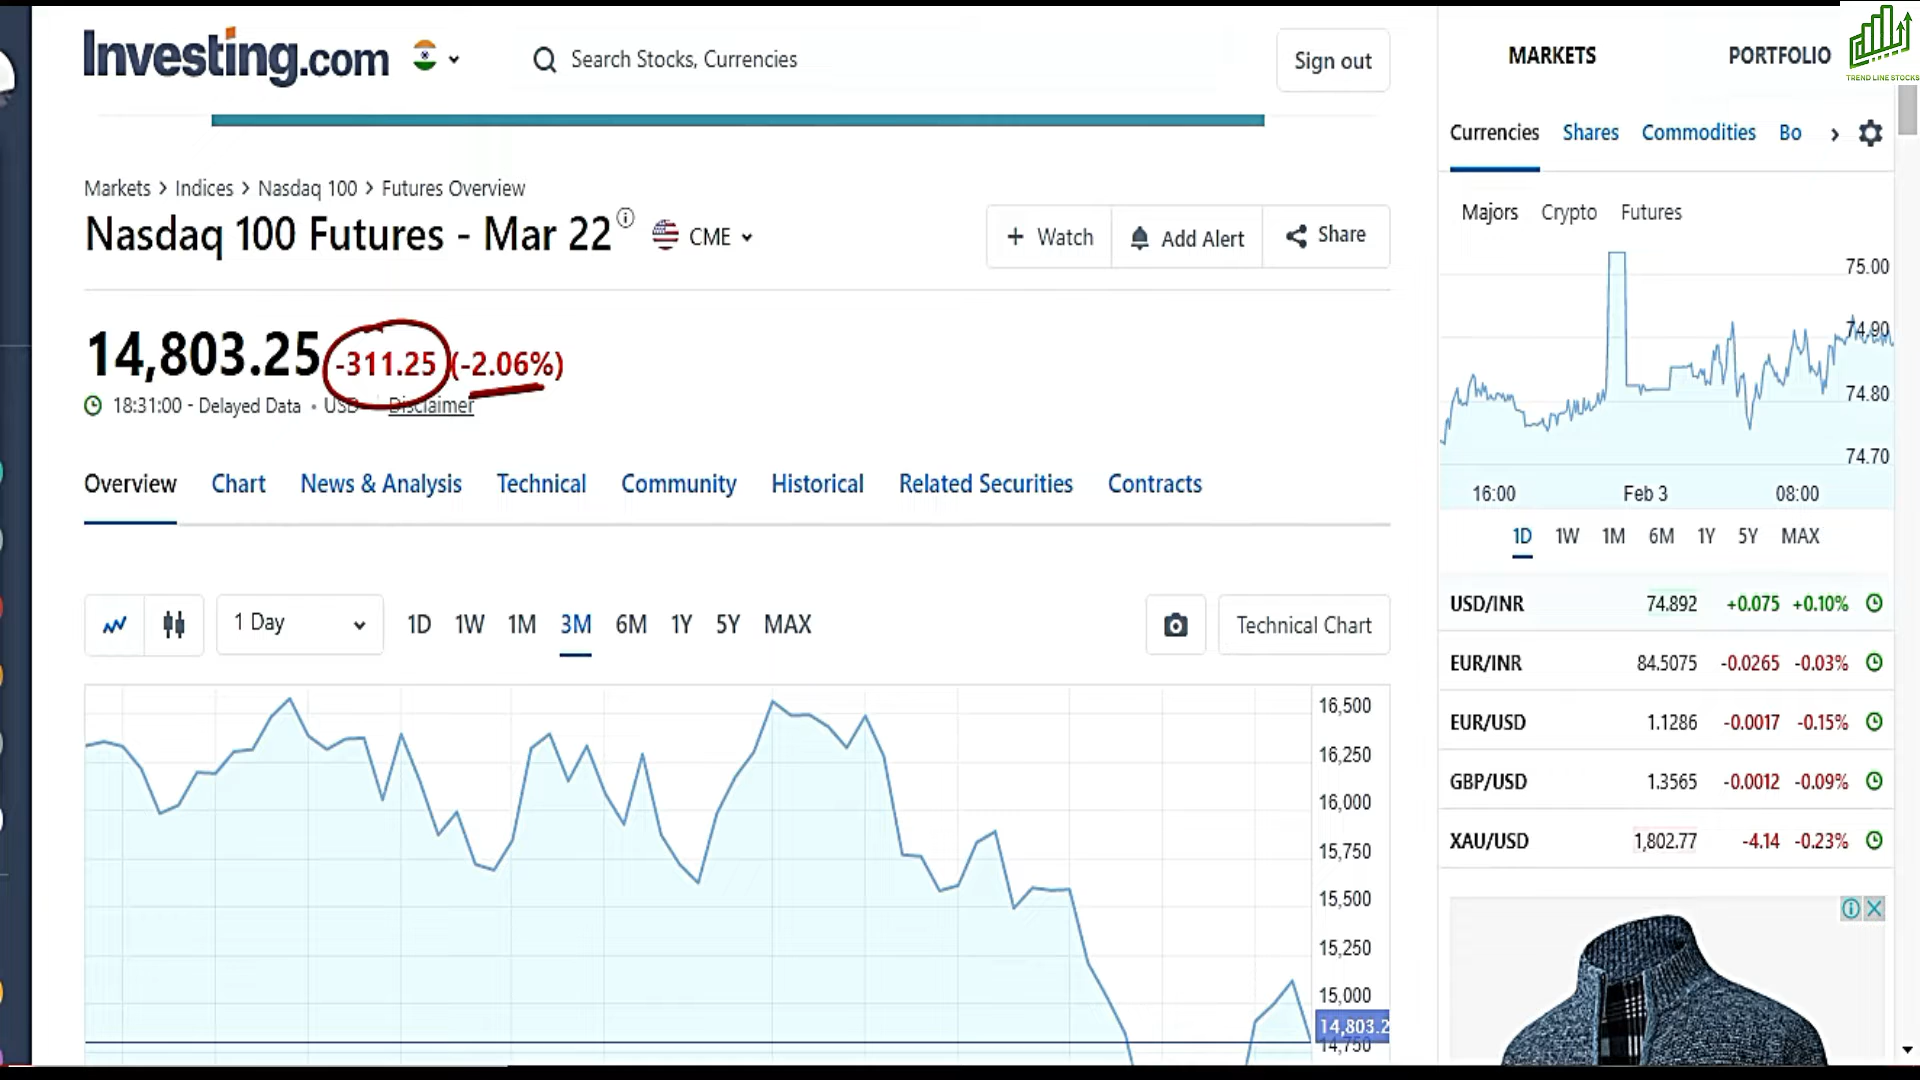 Investing.com
Search Stocks, Currencies
Sign out
MARKETS
PORTFOLIO
TREND LINE STOCKS
Currencies Shares Commodities Bo
Markets > Indices > Nasdaq 100 > Futures Overview
Nasdaq 100 Futures - Mar 22
CME
+ Watch
Add Alert
Share
14,803.25 -311.25 (-2.06%)
18:31:00 - Delayed Data • USD Disclaimer
Overview Chart News & Analysis Technical Community Historical Related Securities Contracts
1 Day
1D 1W 1M 3M 6M 1Y 5Y MAX
Technical Chart
16,500
16,250
16,000
15,750
15,500
15,250
15,000
14,803.2
14,750
Majors Crypto Futures
75.00
74.90
74.80
74.70
16:00 Feb 3 08:00
1D 1W 1M 6M 1Y 5Y MAX
USD/INR 74.892 +0.075 +0.10%
EUR/INR 84.5075 -0.0265 -0.03%
EUR/USD 1.1286 -0.0017 -0.15%
GBP/USD 1.3565 -0.0012 -0.09%
XAU/USD 1,802.77 -4.14 -0.23%